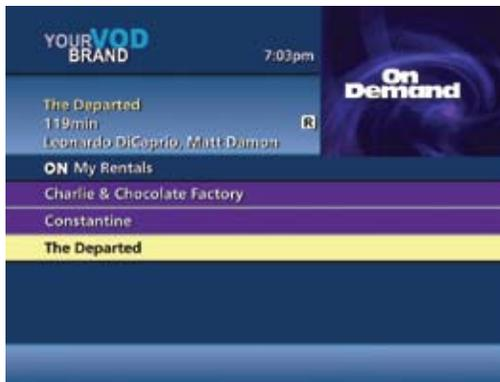 YOUR VOD
BRAND
7:03pm
On
Demand
The Departed
119min
R
Leonardo DiCaprio, Matt Damon
ON My Rentals
Charlie & Chocolate Factory
Constantine
The Departed